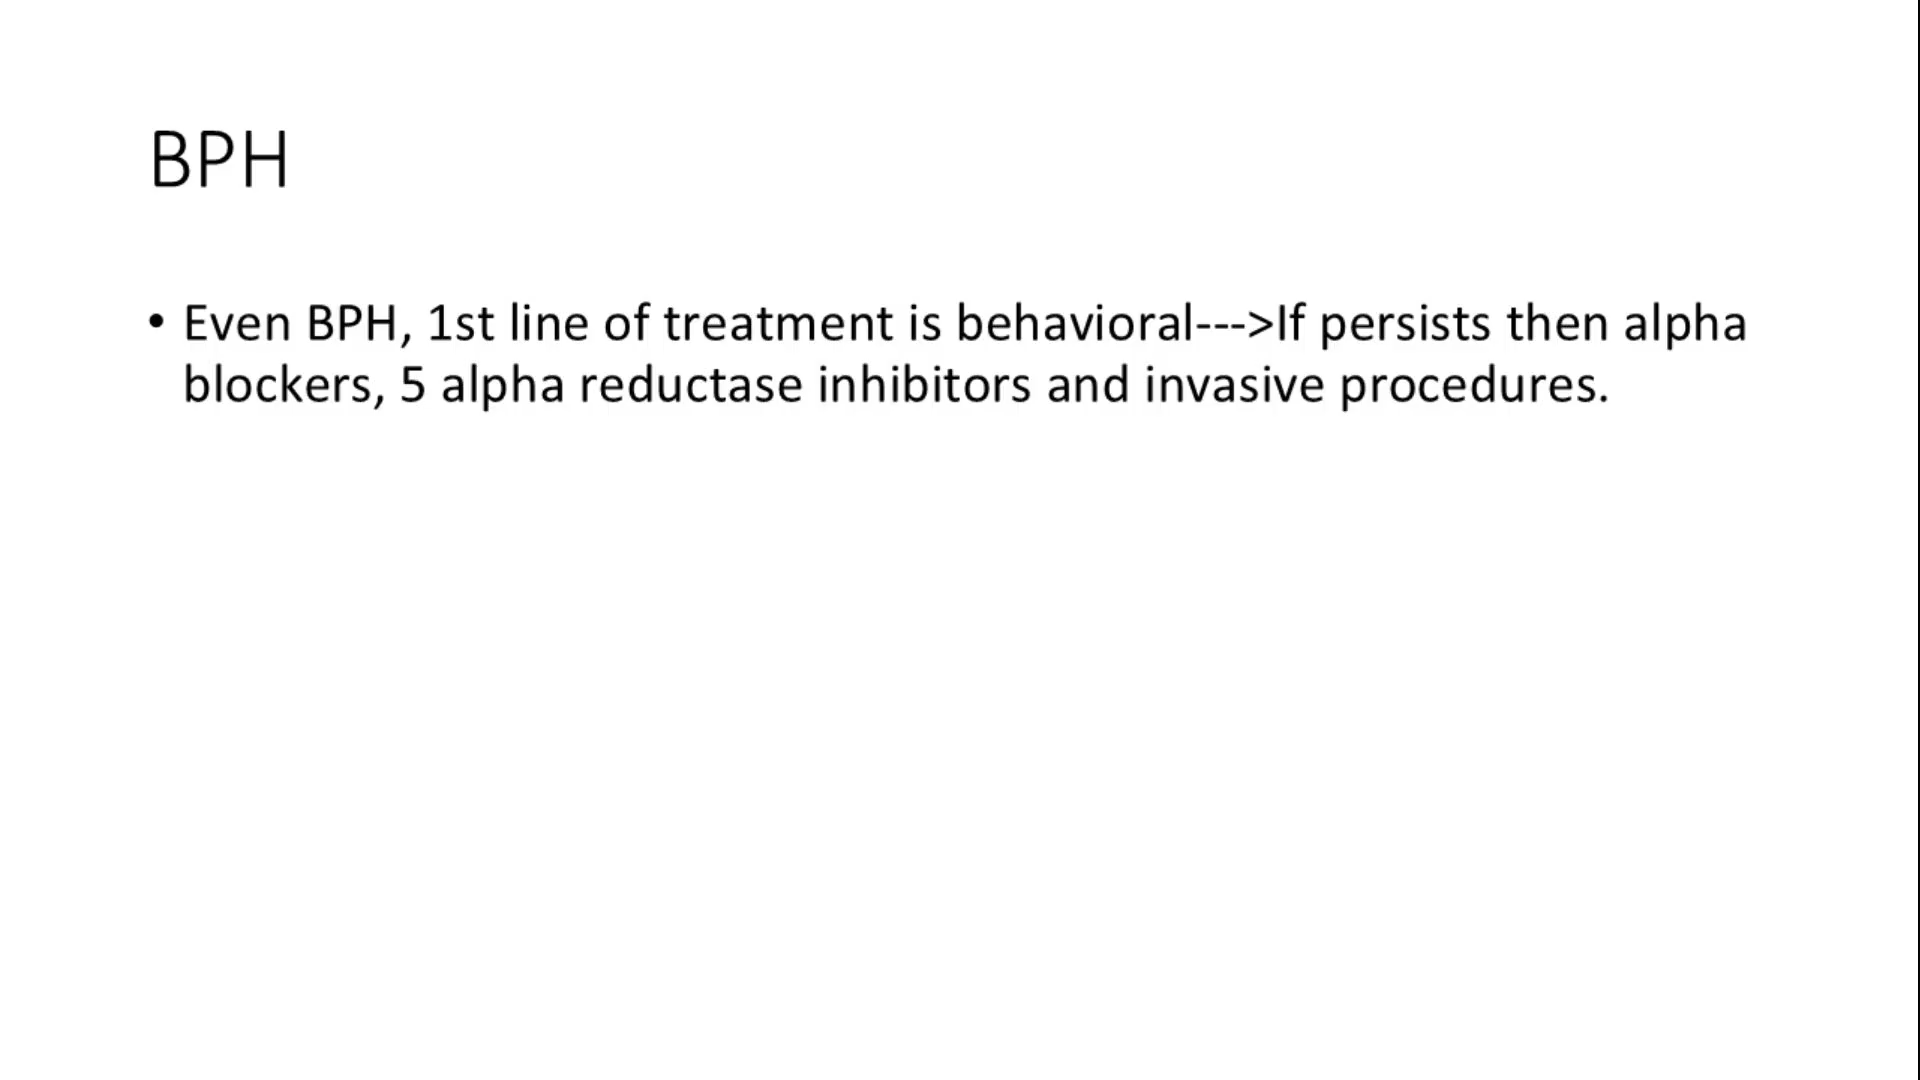 BPH
• Even BPH, 1st line of treatment is behavioral--->If persists then alpha
blockers, 5 alpha reductase inhibitors and invasive procedures.